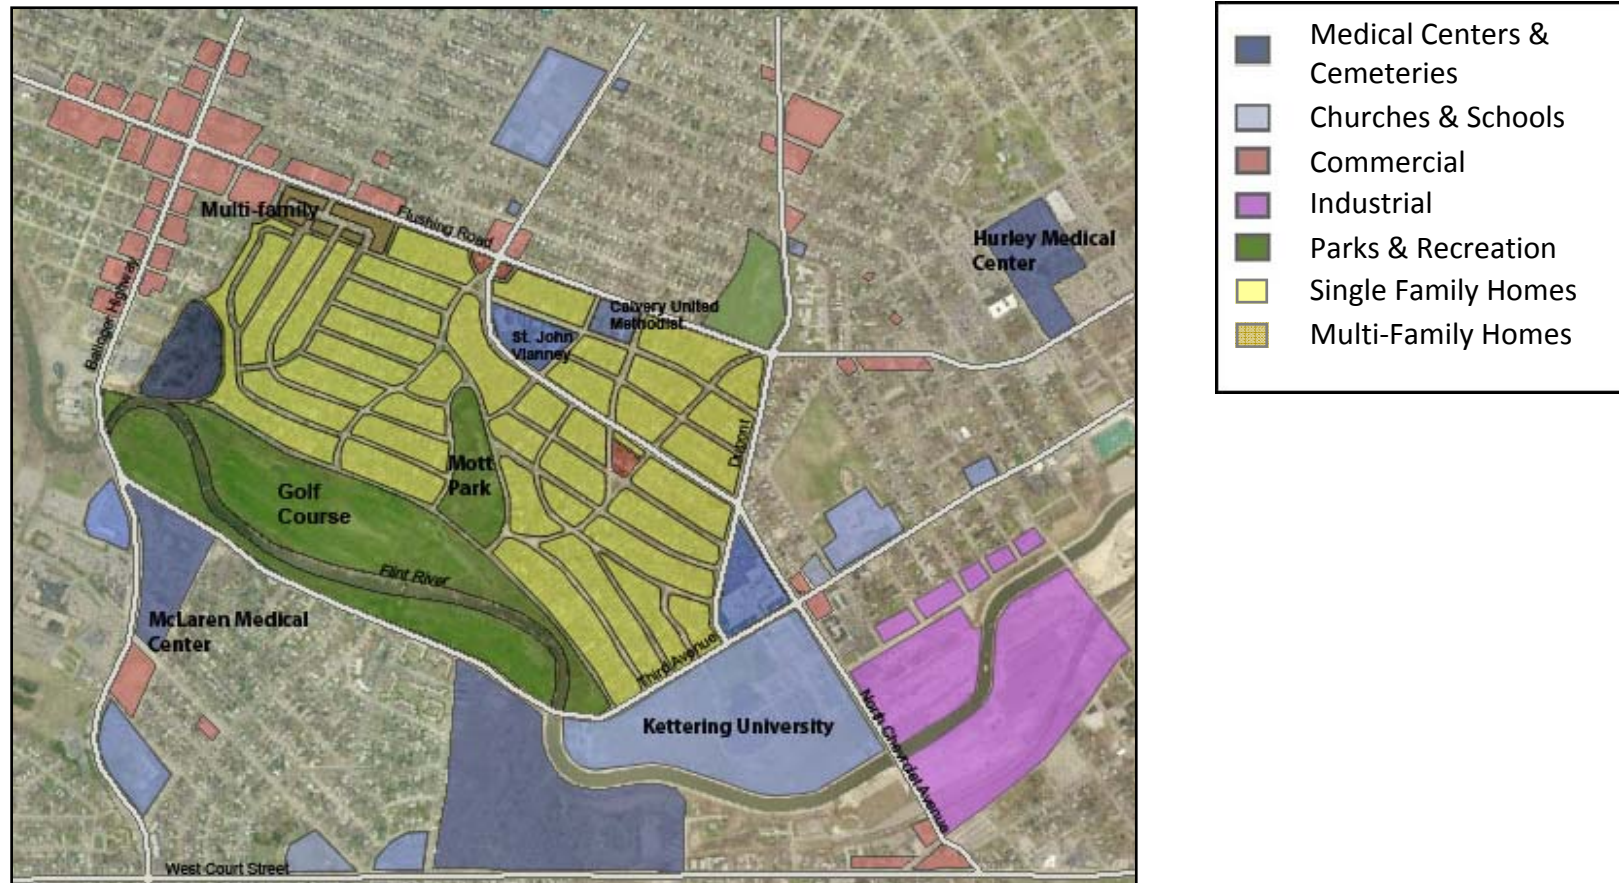 Multi-family
Flushing Road
Hurley Medical
Center
Ballenger Highway
Calvery United
Methodist
St. John
Vianney
Dupont
Mott
Park
Golf
Course
Flint River
McLaren Medical
Center
Third Avenue
Kettering University
North Chevrolet Avenue
West Court Street
Medical Centers &
Cemeteries
Churches & Schools
Commercial
Industrial
Parks & Recreation
Single Family Homes
Multi-Family Homes